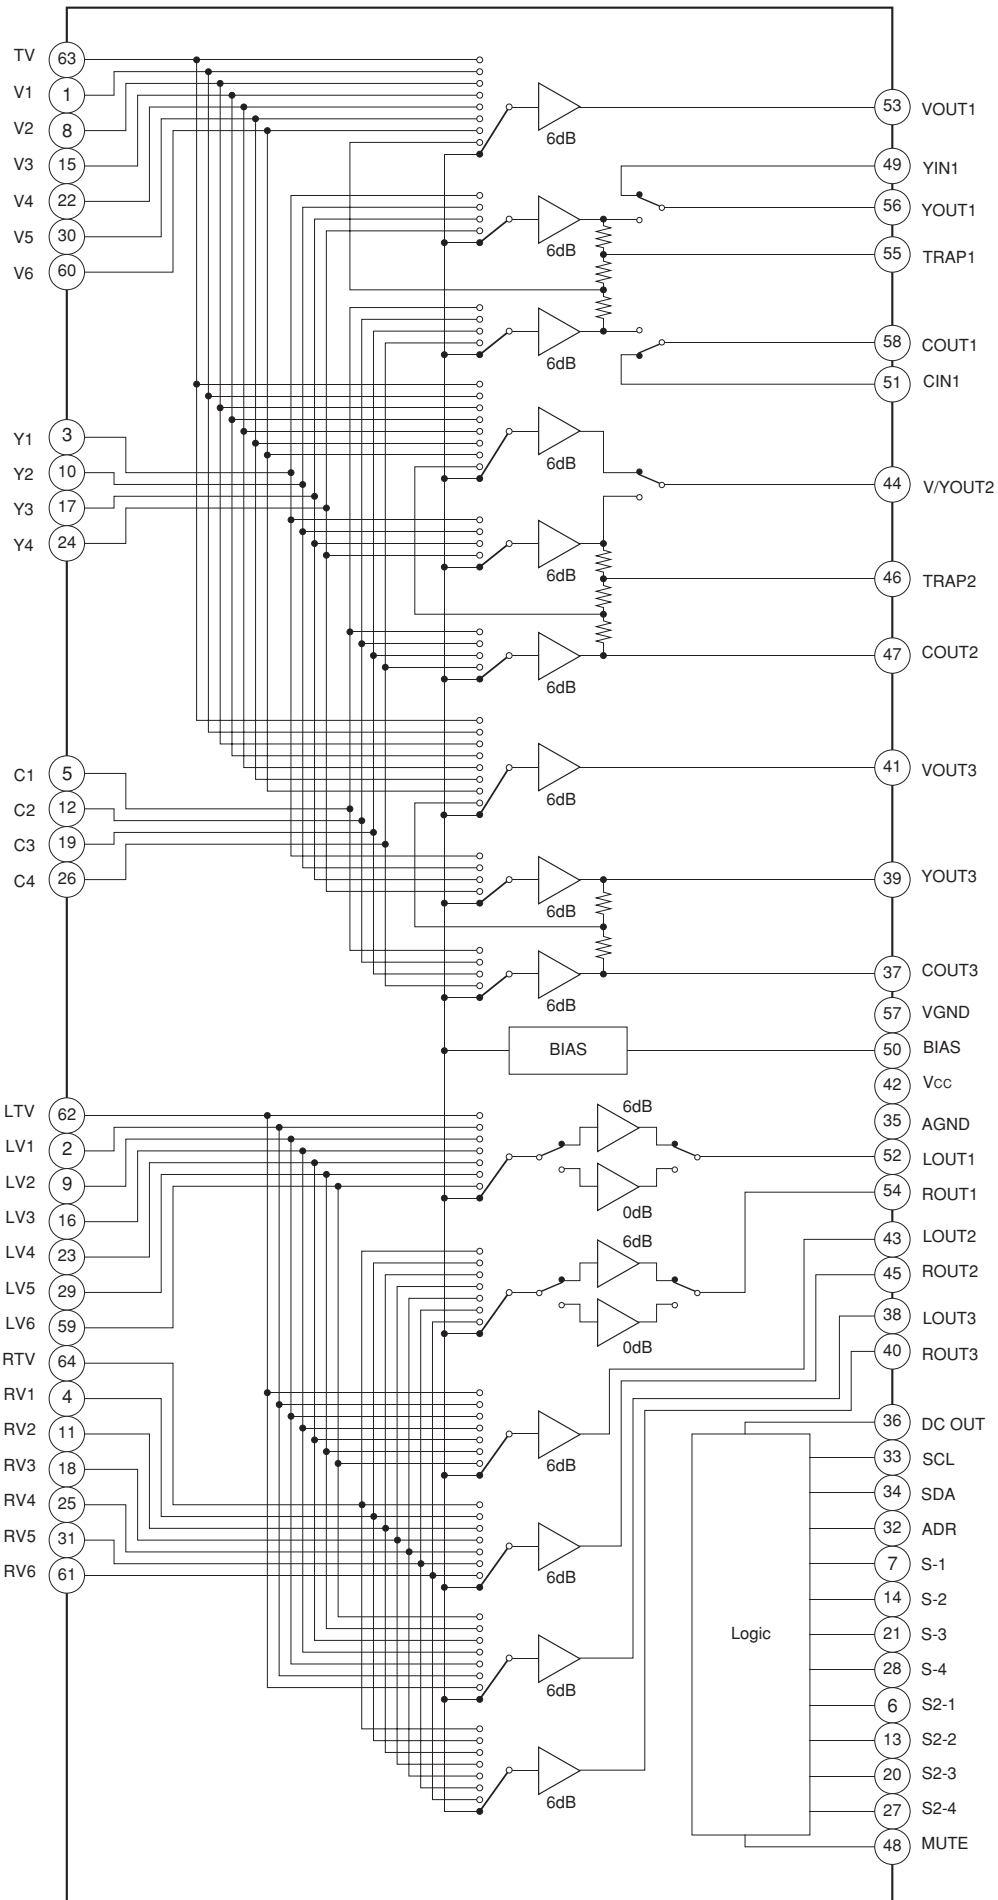 TV 63
V1 1
V2 8
V3 15
V4 22
V5 30
V6 60
Y1 3
Y2 10
Y3 17
Y4 24
C1 5
C2 12
C3 19
C4 26
LTV 62
LV1 2
LV2 9
LV3 16
LV4 23
LV5 29
LV6 59
RTV 64
RV1 4
RV2 11
RV3 18
RV4 25
RV5 31
RV6 61
6dB
6dB
6dB
6dB
6dB
6dB
6dB
6dB
6dB
BIAS
6dB
0dB
6dB
0dB
6dB
6dB
6dB
6dB
Logic
53 VOUT1
49 YIN1
56 YOUT1
55 TRAP1
58 COUT1
51 CIN1
44 V/YOUT2
46 TRAP2
47 COUT2
41 VOUT3
39 YOUT3
37 COUT3
57 VGND
50 BIAS
42 VCC
35 AGND
52 LOUT1
54 ROUT1
43 LOUT2
45 ROUT2
38 LOUT3
40 ROUT3
36 DC OUT
33 SCL
34 SDA
32 ADR
7 S-1
14 S-2
21 S-3
28 S-4
6 S2-1
13 S2-2
20 S2-3
27 S2-4
48 MUTE